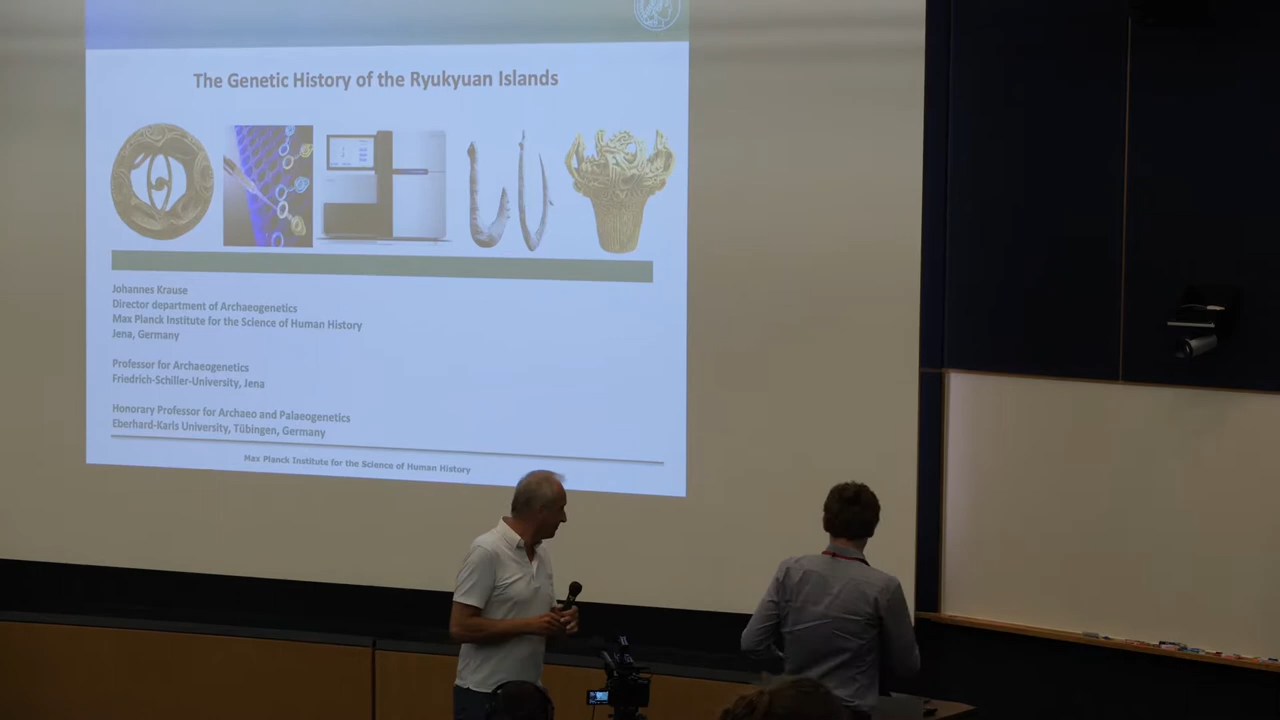 The Genetic History of the Ryukyuan Islands
Johannes Krause
Director department of Archaeogenetics
Max Planck Institute for the Science of Human History
Jena, Germany
Professor for Archaeogenetics
Friedrich-Schiller-University, Jena
Honorary Professor for Archaeo and Palaeogenetics
Eberhard-Karls University, Tübingen, Germany
Max Planck Institute for the Science of Human History